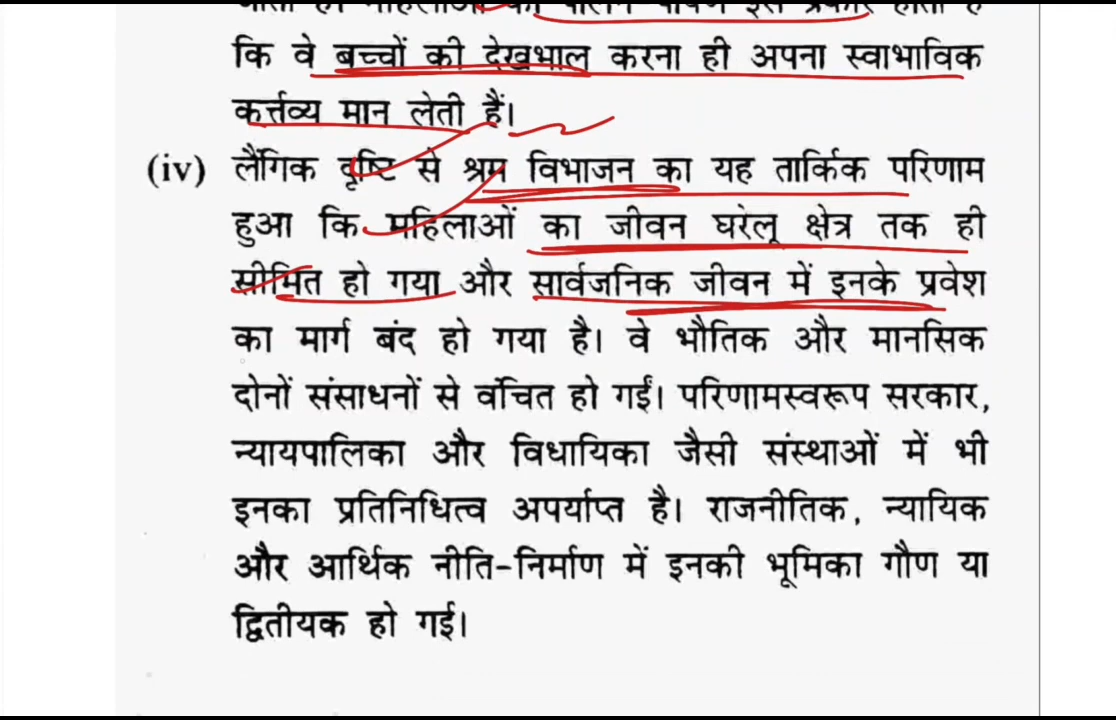 कि वे बच्चों की देखभाल करना ही अपना स्वाभाविक
कर्त्तव्य मान लेती हैं।
(iv) लैंगिक दृष्टि से श्रम विभाजन का यह तार्किक परिणाम
हुआ कि महिलाओं का जीवन घरेलू क्षेत्र तक ही
सीमित हो गया और सार्वजनिक जीवन में इनके प्रवेश
का मार्ग बंद हो गया है। वे भौतिक और मानसिक
दोनों संसाधनों से वंचित हो गईं। परिणामस्वरूप सरकार,
न्यायपालिका और विधायिका जैसी संस्थाओं में भी
इनका प्रतिनिधित्व अपर्याप्त है। राजनीतिक, न्यायिक
और आर्थिक नीति-निर्माण में इनकी भूमिका गौण या
द्वितीयक हो गई।